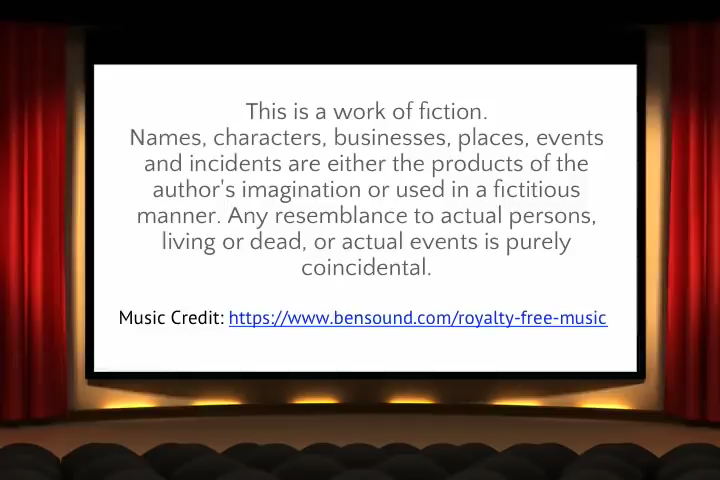 This is a work of fiction.
Names, characters, businesses, places, events
and incidents are either the products of the
author's imagination or used in a fictitious
manner. Any resemblance to actual persons,
living or dead, or actual events is purely
coincidental.
Music Credit: https://www.bensound.com/royalty-free-music